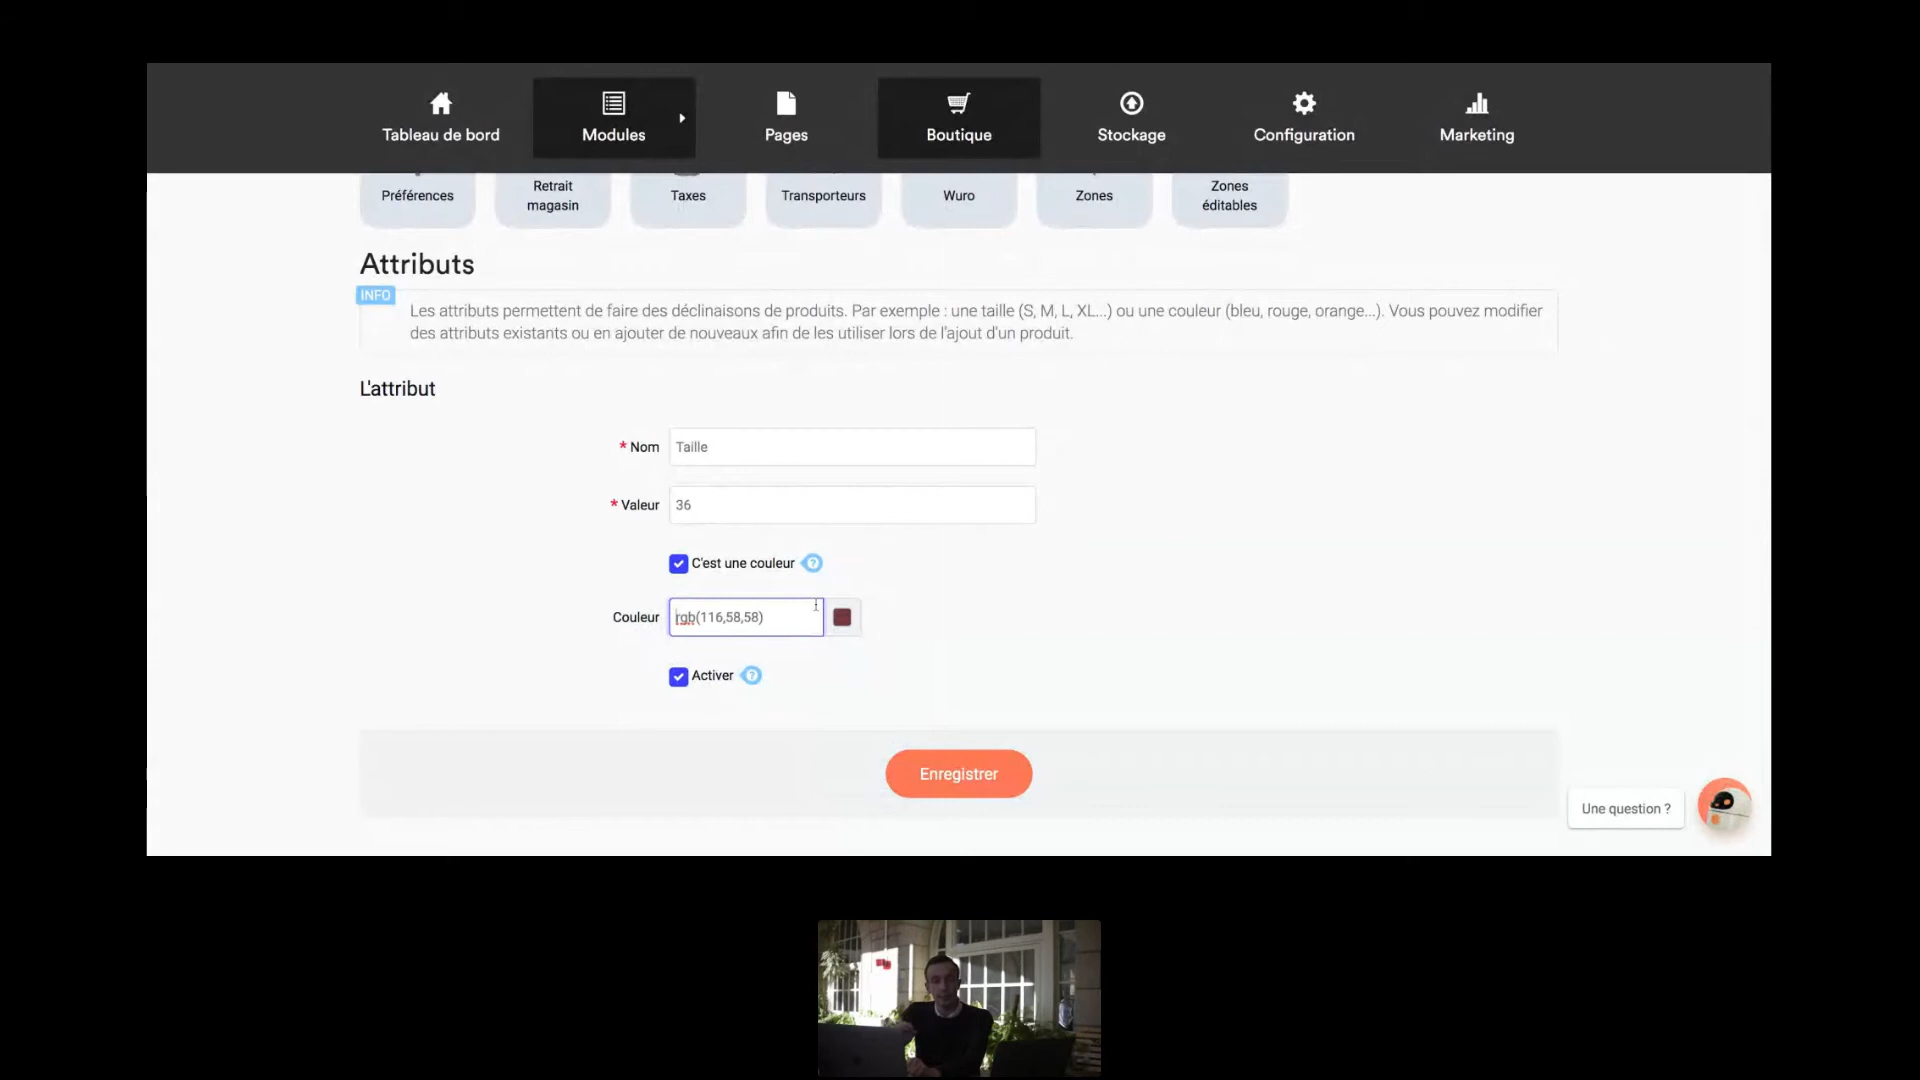 Tableau de bord
Modules
Pages
Boutique
Stockage
Configuration
Marketing
Préférences
Retrait
magasin
Taxes
Transporteurs
Wuro
Zones
Zones
éditables
Attributs
INFO
Les attributs permettent de faire des déclinaisons de produits. Par exemple : une taille (S, M, L, XL...) ou une couleur (bleu, rouge, orange...). Vous pouvez modifier
des attributs existants ou en ajouter de nouveaux afin de les utiliser lors de l'ajout d'un produit.
L'attribut
* Nom
Taille
* Valeur
36
C'est une couleur ?
Couleur
rgb(116,58,58)
Activer ?
Enregistrer
Une question ?